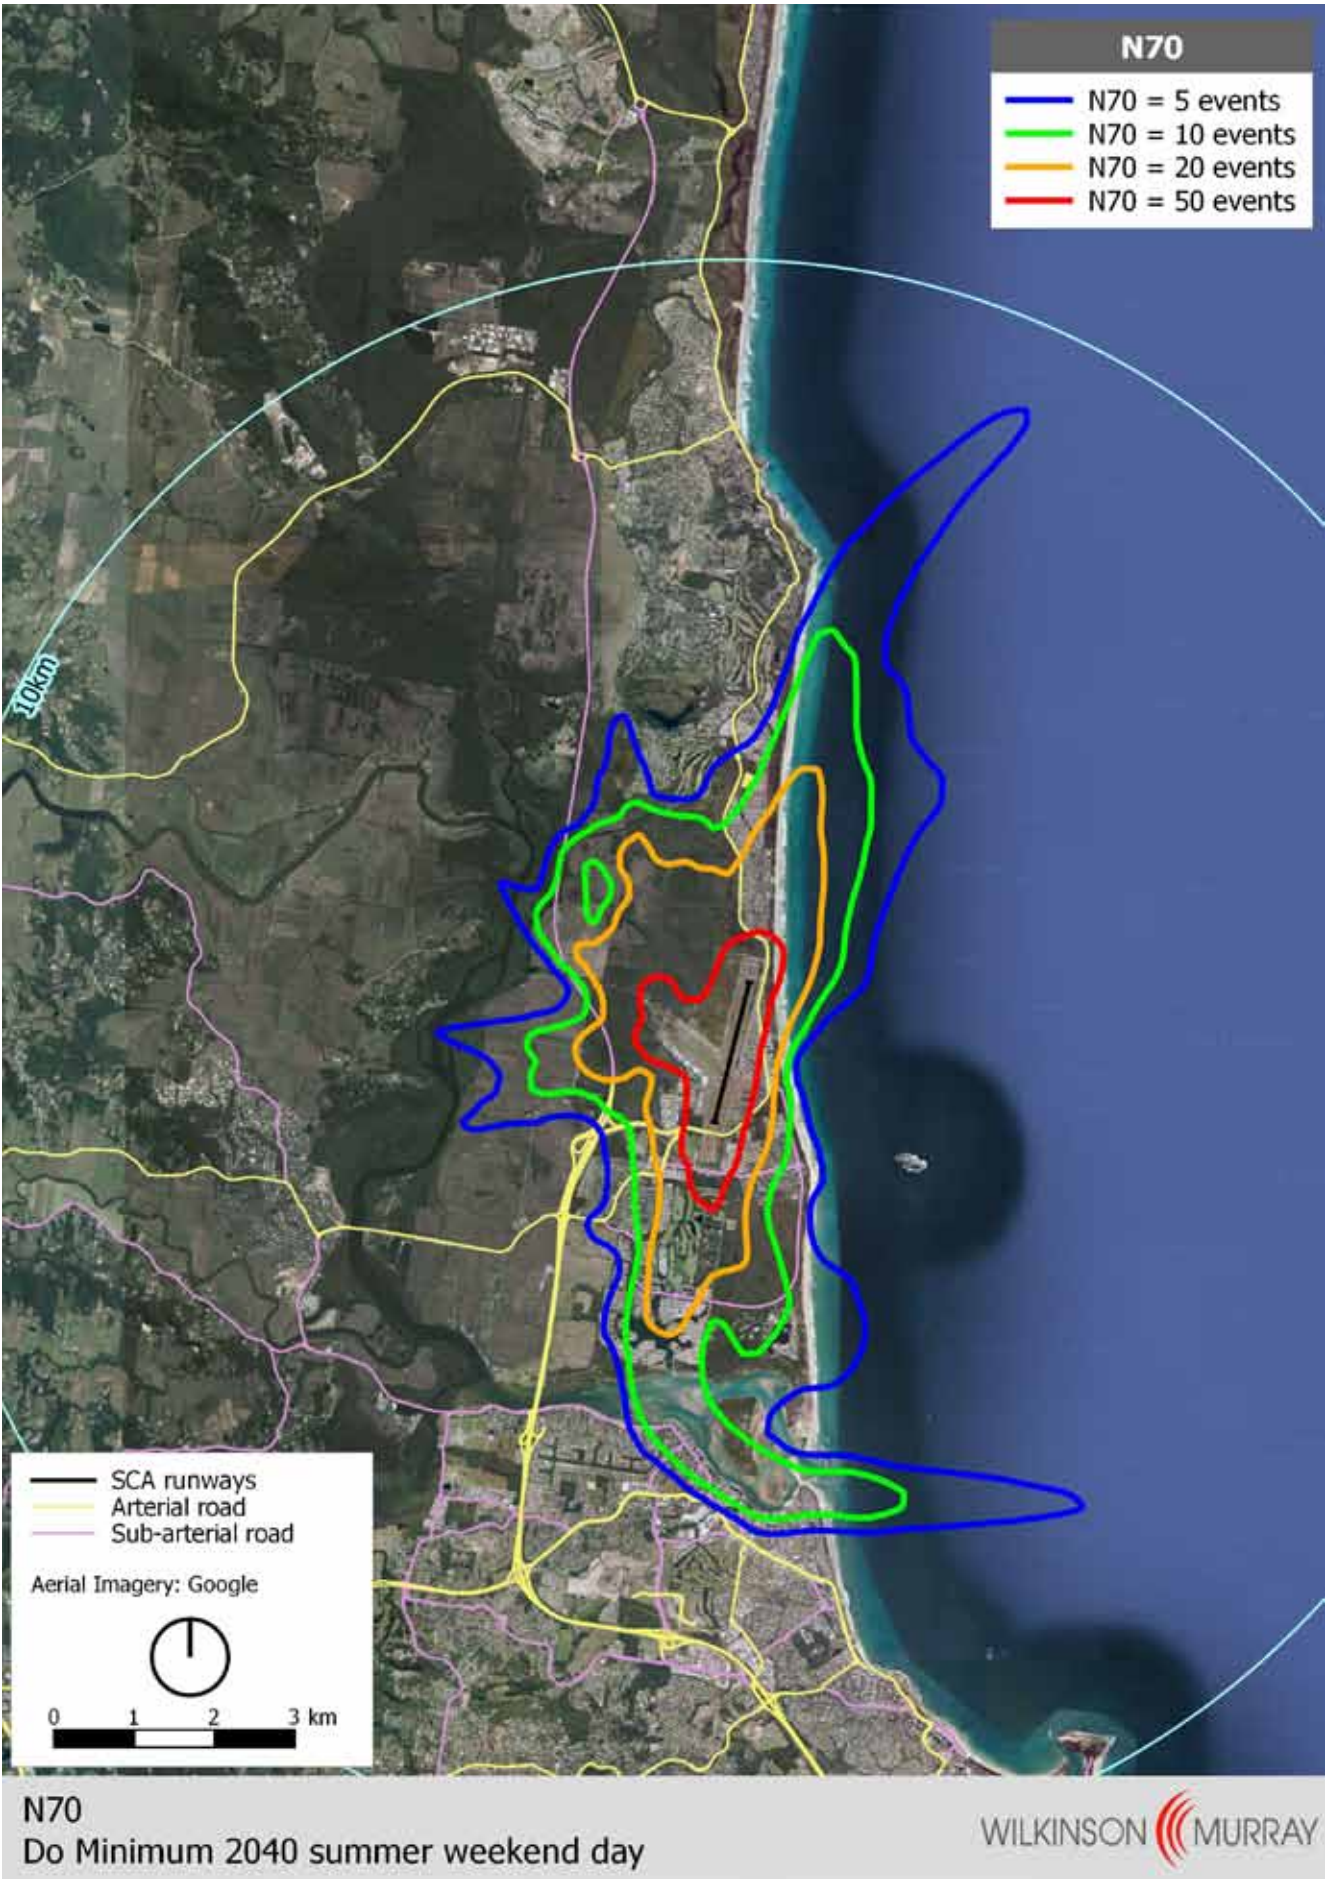 N70
N70 = 5 events
N70 = 10 events
N70 = 20 events
N70 = 50 events
10km
SCA runways
Arterial road
Sub-arterial road
Aerial Imagery: Google
0 1 2 3 km
N70
Do Minimum 2040 summer weekend day
WILKINSON MURRAY